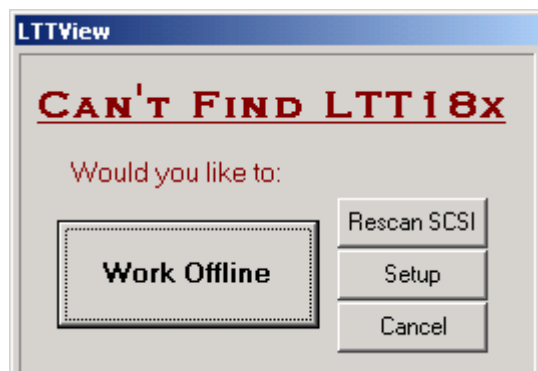 LTTView
CAN'T FIND LTT18X
Would you like to:
Work Offline
Rescan SCSI
Setup
Cancel